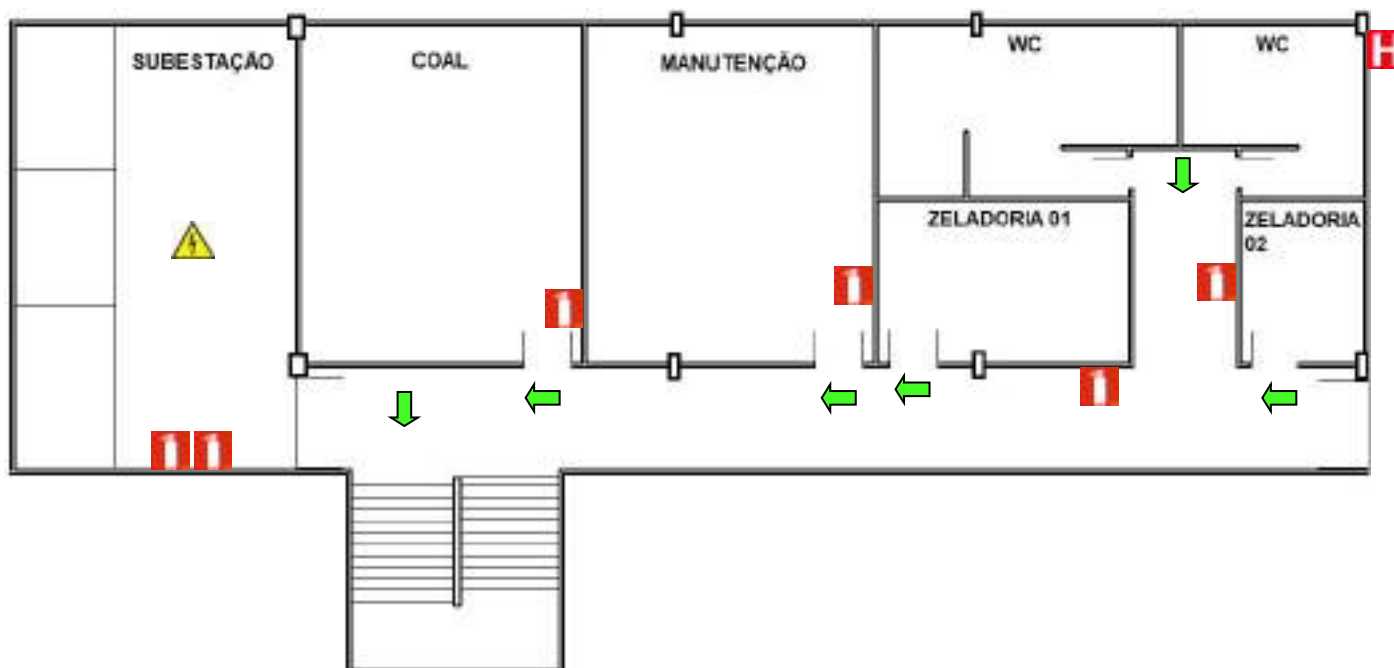 SUBESTAÇÃO
COAL
MANUTENÇÃO
WC
WC
H
ZELADORIA 01
ZELADORIA
02